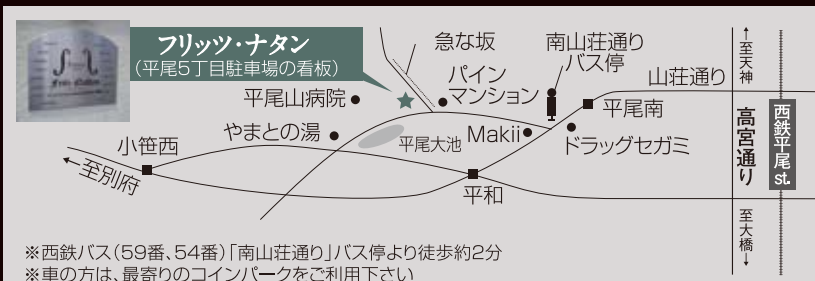 フリッツ・ナタン
(平尾5丁目駐車場の看板)
急な坂
南山荘通り
バス停
山荘通り
←至天神
平尾山病院
パイン
マンション
平尾南
高宮通り
西鉄平尾st.
小笹西
やまとの湯
平尾大池
Makii
ドラッグセガミ
←至別府
平和
至大橋→
※西鉄バス(59番、54番)「南山荘通り」バス停より徒歩約2分
※車の方は、最寄りのコインパークをご利用下さい